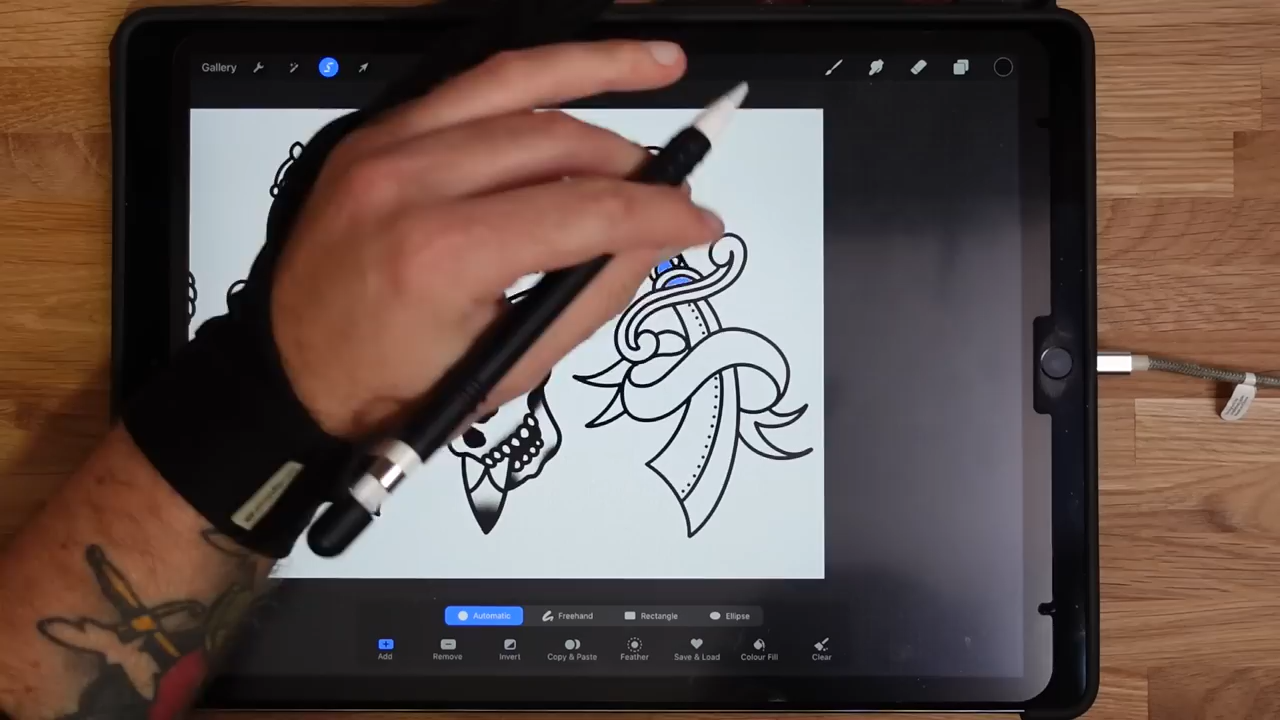 Gallery
Automatic Freehand Rectangle Ellipse
Add Remove Invert Copy & Paste Feather Save & Load Colour Fill Clear